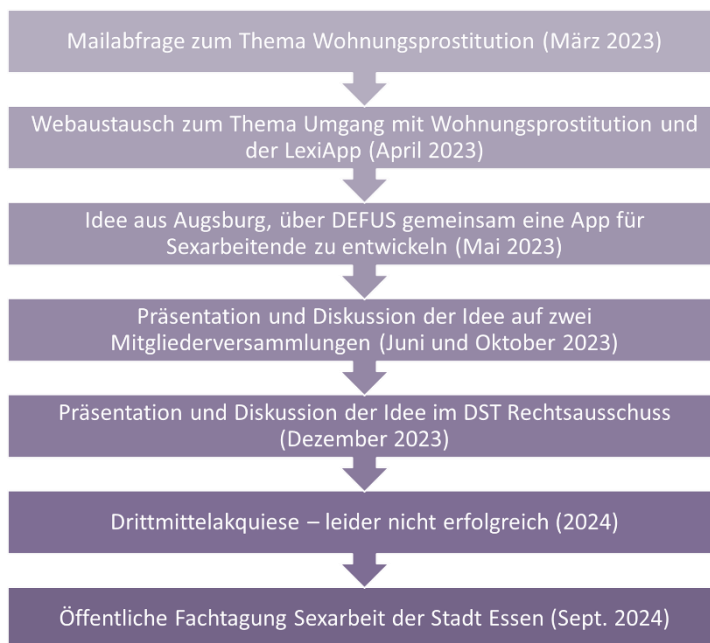 Mailabfrage zum Thema Wohnungsprostitution (März 2023)
Webaustausch zum Thema Umgang mit Wohnungsprostitution und
der LexiApp (April 2023)
Idee aus Augsburg, über DEFUS gemeinsam eine App für
Sexarbeitende zu entwickeln (Mai 2023)
Präsentation und Diskussion der Idee auf zwei
Mitgliederversammlungen (Juni und Oktober 2023)
Präsentation und Diskussion der Idee im DST Rechtsausschuss
(Dezember 2023)
Drittmittelakquiese – leider nicht erfolgreich (2024)
Öffentliche Fachtagung Sexarbeit der Stadt Essen (Sept. 2024)